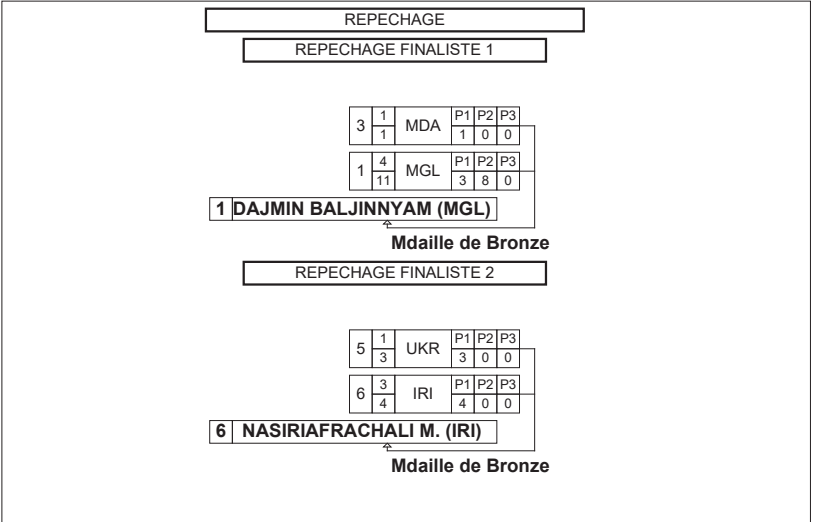 REPECHAGE
REPECHAGE FINALISTE 1
3 1 MDA P1 P2 P3
1 1 0 0
1 4 MGL P1 P2 P3
11 3 8 0
1 DAJMIN BALJINNYAM (MGL)
Mdaille de Bronze
REPECHAGE FINALISTE 2
5 1 UKR P1 P2 P3
3 3 0 0
6 3 IRI P1 P2 P3
4 4 0 0
6 NASIRIAFRACHALI M. (IRI)
Mdaille de Bronze